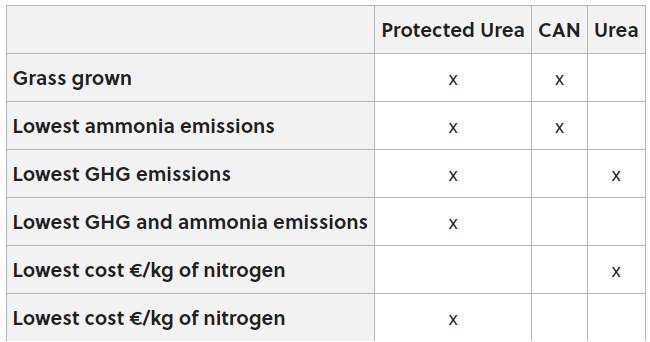 Protected Urea CAN Urea
Grass grown x x
Lowest ammonia emissions x x
Lowest GHG emissions x x
Lowest GHG and ammonia emissions x
Lowest cost €/kg of nitrogen x
Lowest cost €/kg of nitrogen x